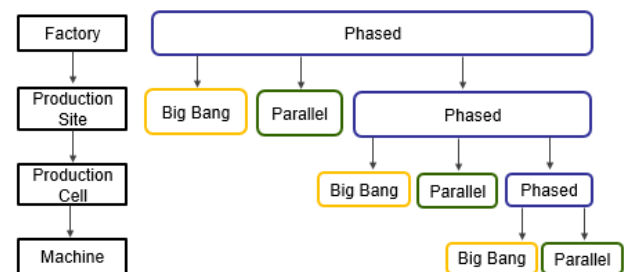 Factory
Phased
Production
Site
Big Bang
Parallel
Phased
Production
Cell
Big Bang
Parallel
Phased
Machine
Big Bang
Parallel